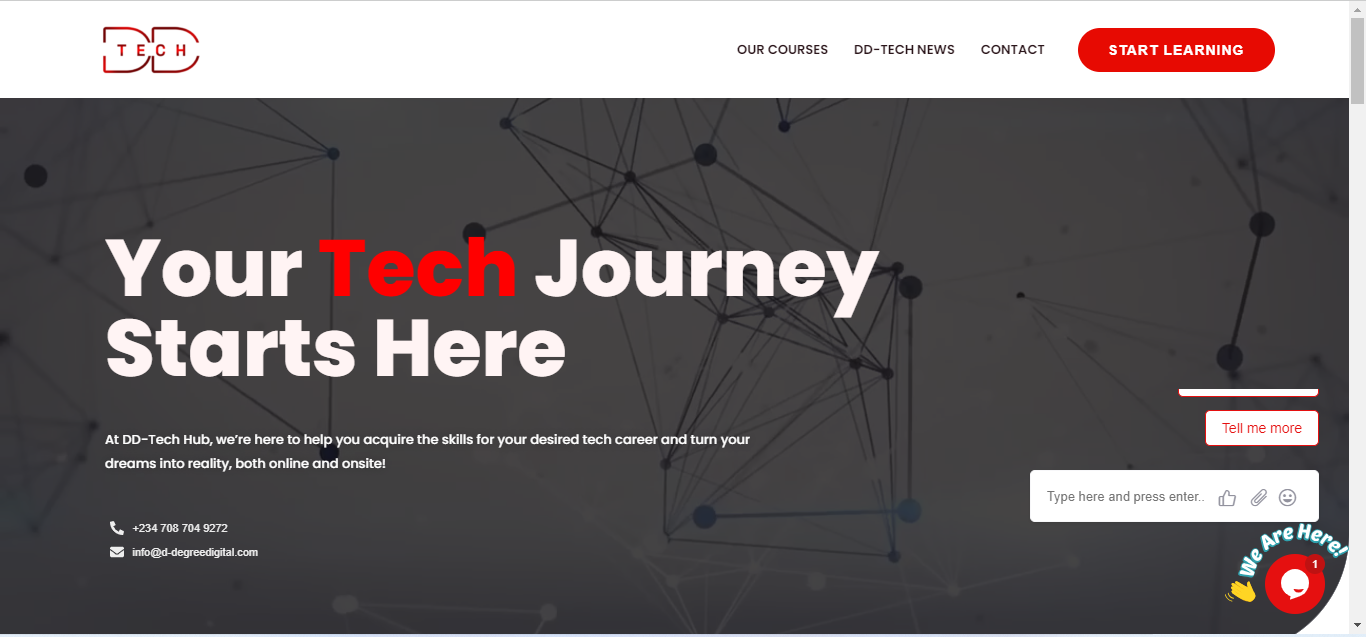 DD
TECH
OUR COURSES
DD-TECH NEWS
CONTACT
START LEARNING
Your Tech Journey
Starts Here
At DD-Tech Hub, we’re here to help you acquire the skills for your desired tech career and turn your
dreams into reality, both online and onsite!
+234 708 704 9272
info@d-degreedigital.com
Tell me more
Type here and press enter..
We Are Here!
1